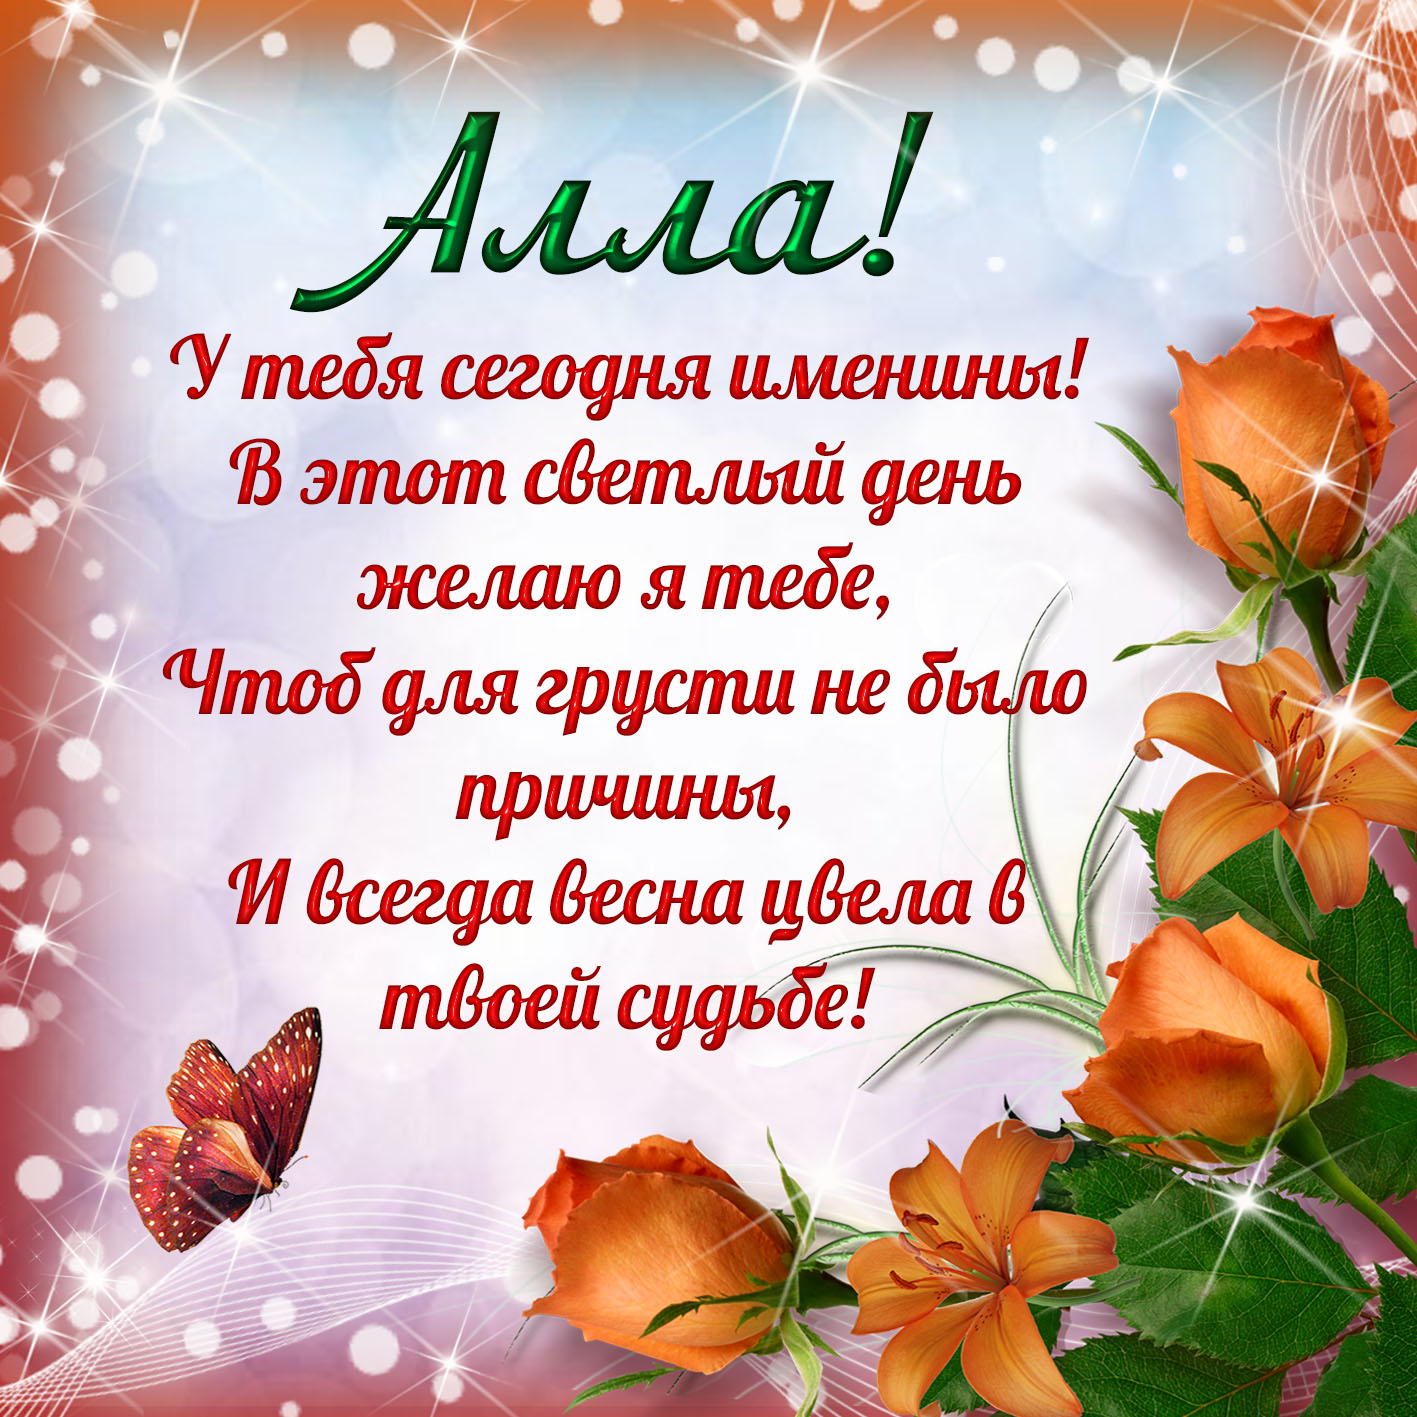 Алла!
У тебя сегодня именины!
В этот светлый день
желаю я тебе,
Чтоб для грусти не было
причины,
И всегда весна цвела в
твоей судьбе!